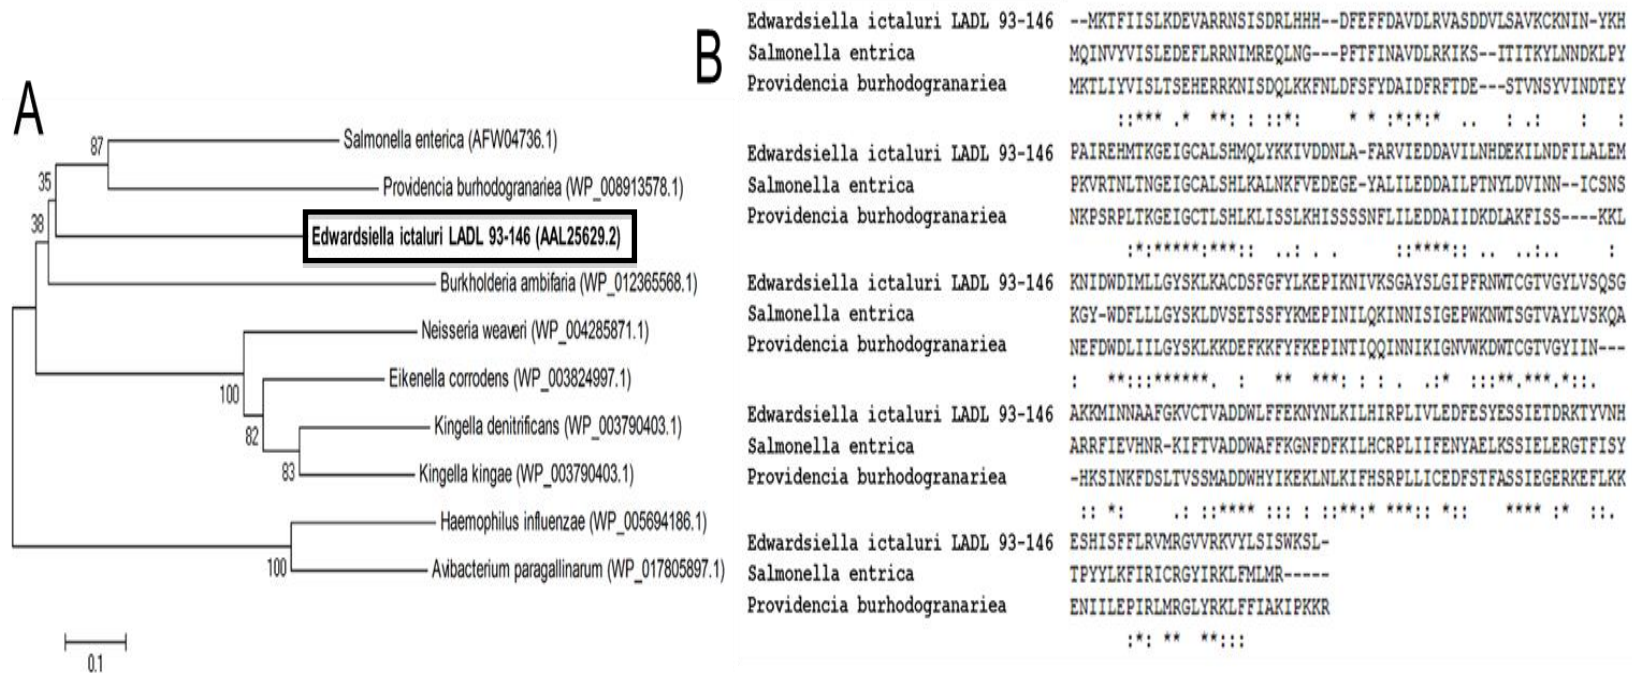 A
87
Salmonella enterica (AFW04736.1)
35
Providencia burhodogranariea (WP_008913578.1)
38
Edwardsiella ictaluri LADL 93-146 (AAL25629.2)
Burkholderia ambifaria (WP_012365568.1)
Neisseria weaveri (WP_004285871.1)
Eikenella corrodens (WP_003824997.1)
100
Kingella denitrificans (WP_003790403.1)
82
83
Kingella kingae (WP_003790403.1)
Haemophilus influenzae (WP_005694186.1)
100
Avibacterium paragallinarum (WP_017805897.1)
0.1
B
Edwardsiella ictaluri LADL 93-146 --MKTFIISLKDEVARRNSISDRLHHH--DFEFFDAVDLRVASDDVLSAVKCKNIN-YKH
Salmonella entrica MQINVYVISLEDEFLRRNIMREQLNG---PFTFINAVDLRKIKS--ITITKYLNNDKLPY
Providencia burhodogranariea MKTLIYVISLTSEHERRKNISDQLKKFNLDFSFYDAIDFRFTDE---STVNSYVINDTEY
::*** .* **: : ::*: * * :*:*:* .. : .: : :
Edwardsiella ictaluri LADL 93-146 PAIREHMTKGEIGCALSHMQLYKKIVDDNLA-FARVIEDDAVILNHDEKILNDFILALEM
Salmonella entrica PKVRTNLTNGEIGCALSHLKALNKFVEDEGE-YALILEDDAILPTNYLDVINN--ICSNS
Providencia burhodogranariea NKPSRPLTKGEIGCTLSHLKLISSLKHISSSSNFLILEDDAIIDKDLAKFISS----KKL
:*:*****:***:: ..: . . ::****:: .. ..:.. :
Edwardsiella ictaluri LADL 93-146 KNIDWDIMLLGYSKLKACDSFGFYLKEPIKNIVKSGAYSLGIPFRNWTCGTVGYLVSQSG
Salmonella entrica KGY-WDFLLLGYSKLDVSETSSFYKMEPINILQKINNISIGEPWKNWTSGTVAYLVSKQA
Providencia burhodogranariea NEFDWDLIILGYSKLKKDEFKKFYFKEPINTIQQINNIKIGNVWKDWTCGTVGYIIN---
: **:::******. : ** ***: : : . .:* :::**.***.*::.
Edwardsiella ictaluri LADL 93-146 AKKMINNAAFGKVCTVADDWLFFEKNYNLKILHIRPLIVLEDFESYESSIETDRKTYVNH
Salmonella entrica ARRFIEVHNR-KIFTVADDWAFFKGNFDFKILHCRPLIIFENYAELKSSIELERGTFISY
Providencia burhodogranariea -HKSINKFDSLTVSSMADDWHYIKEKLNLKIFHSRPLLICEDFSTFASSIEGERKEFLKK
:: *: .: ::**** ::: : ::**:* ***:: *:: **** :* ::.
Edwardsiella ictaluri LADL 93-146 ESHISFFLRVMRGVVRKVYLSISWKSL-
Salmonella entrica TPYYLKFIRICRGYIRKLFMLMR-----
Providencia burhodogranariea ENIILEPIRLMRGLYRKLFFIAKIPKKR
:*: ** **:::